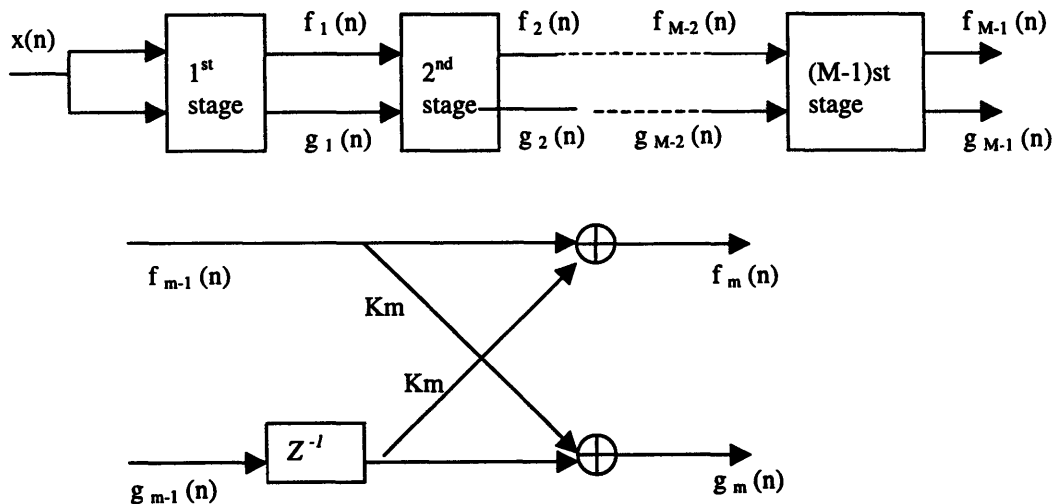 x(n)
f 1 (n)
f 2 (n)
f M-2 (n)
f M-1 (n)
1st
stage
2nd
stage
(M-1)st
stage
g 1 (n)
g 2 (n)
g M-2 (n)
g M-1 (n)
f m-1 (n)
f m (n)
Km
Km
Z -1
g m-1 (n)
g m (n)